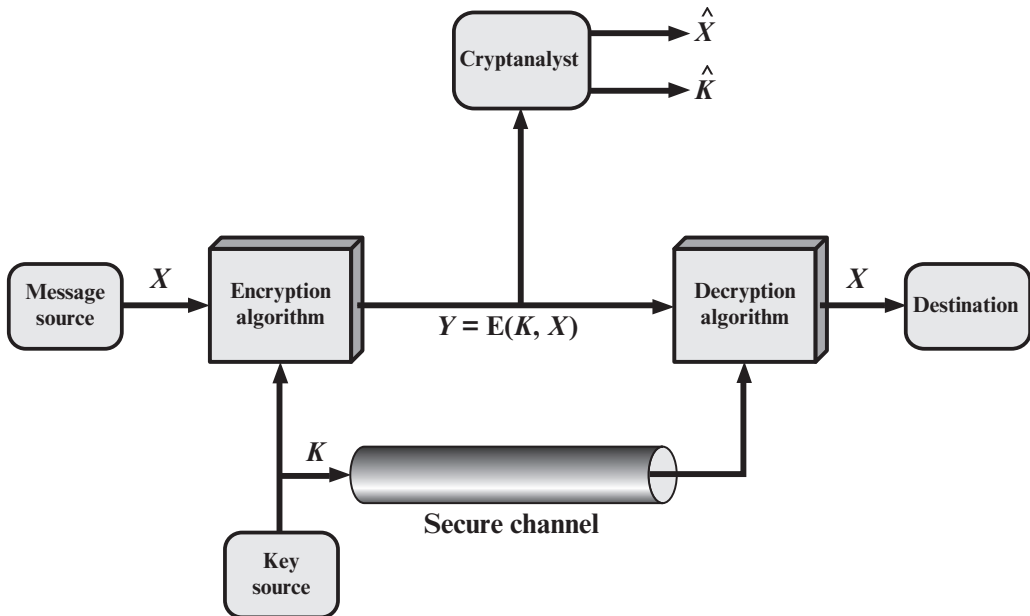 Cryptanalyst
X̂
K̂
Message
source
X
Encryption
algorithm
Y = E(K, X)
Decryption
algorithm
X
Destination
K
Secure channel
Key
source